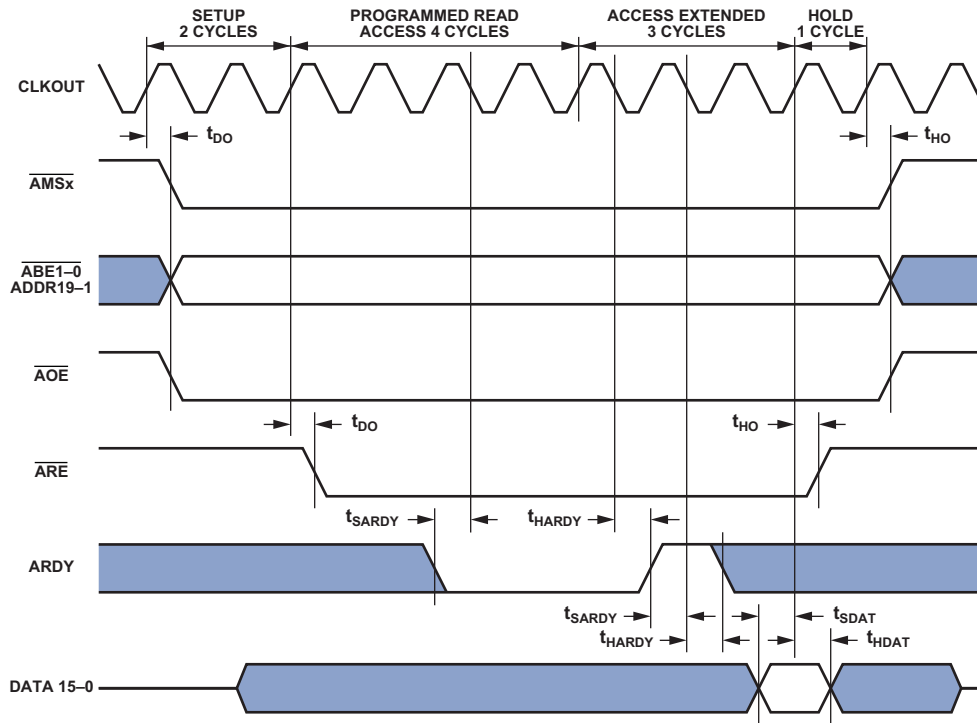 SETUP
2 CYCLES
PROGRAMMED READ
ACCESS 4 CYCLES
ACCESS EXTENDED
3 CYCLES
HOLD
1 CYCLE
CLKOUT
tDO
tHO
AMSx
ABE1–0
ADDR19–1
AOE
tDO
tHO
ARE
tSARDY
tHARDY
ARDY
tSARDY
tSDAT
tHARDY
tHDAT
DATA 15–0